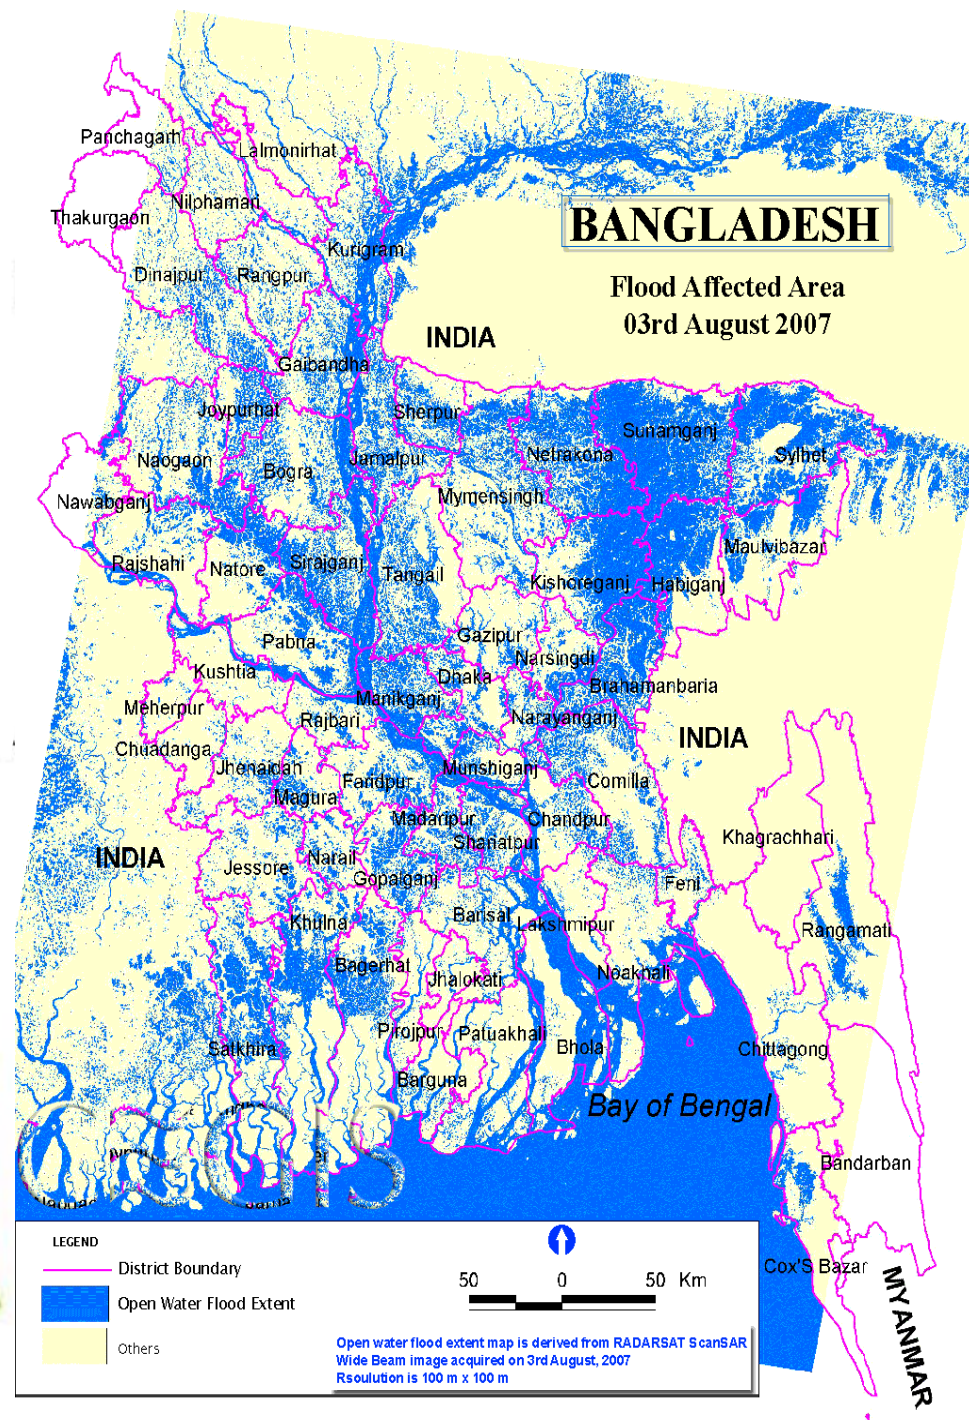 Panchagarh
Lalmonirhat
Nilphamari
Thakurgaon
BANGLADESH
Kurigram
Dinajpur
Rangpur
Flood Affected Area
03rd August 2007
INDIA
Gaibandha
Joypurhat
Sherpur
Sunamganj
Naogaon
Bogra
Jamalpur
Netrakona
Sylhet
Nawabganj
Mymensingh
Maulvibazar
Rajshahi
Natore
Sirajganj
Tangail
Kishoreganj
Habiganj
Pabna
Gazipur
Narsingdi
Kushtia
Dhaka
Brahamanbaria
Meherpur
Manikganj
Rajbari
Narayanganj
Chuadanga
INDIA
Jhenaidah
Munshiganj
Faridpur
Comilla
Magura
Madaripur
Chandpur
Khagrachhari
Shariatpur
INDIA
Jessore
Narail
Gopalganj
Feni
Khulna
Barisal
Lakshmipur
Rangamati
Bagerhat
Jhalokati
Noakhali
Pirojpur
Patuakhali
Satkhira
Bhola
Chittagong
Barguna
Bay of Bengal
Bandarban
CEGIS
Cox'S Bazar
MYANMAR
LEGEND
District Boundary
Open Water Flood Extent
Others
50 0 50 Km
Open water flood extent map is derived from RADARSAT ScanSAR
Wide Beam image acquired on 3rd August, 2007
Rsoulution is 100 m x 100 m